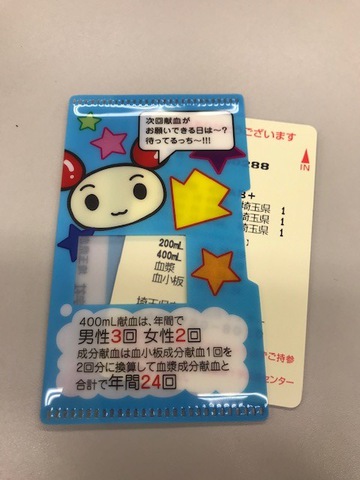 次回献血が
お願いできる日は〜?
待ってるっち〜!!!
ございます
IN
288
B+
埼玉県 1
埼玉県 1
埼玉県 1
200mL
400mL
血漿
血小板
埼玉県
400mL献血は、年間で
男性3回 女性2回
成分献血は血小板成分献血1回を
2回分に換算して血漿成分献血と
合計で年間24回
ご持参
センター